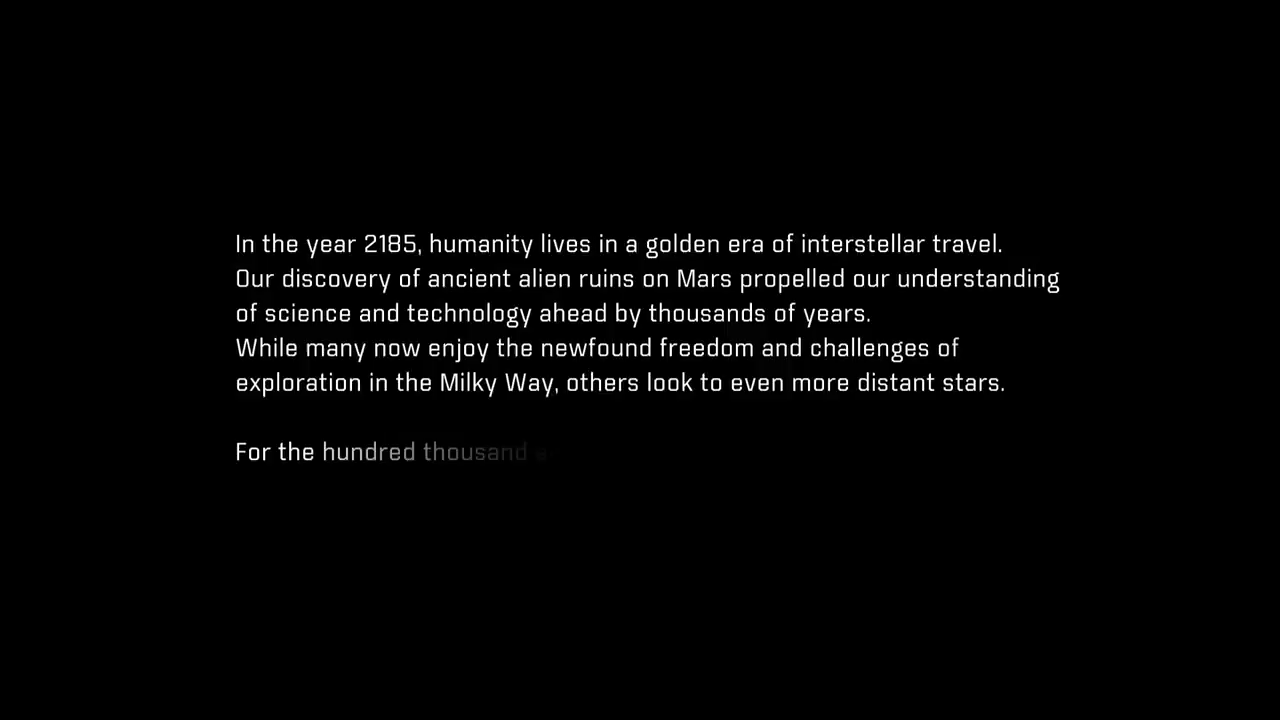 In the year 2185, humanity lives in a golden era of interstellar travel.
Our discovery of ancient alien ruins on Mars propelled our understanding
of science and technology ahead by thousands of years.
While many now enjoy the newfound freedom and challenges of
exploration in the Milky Way, others look to even more distant stars.
For the hundred thousand